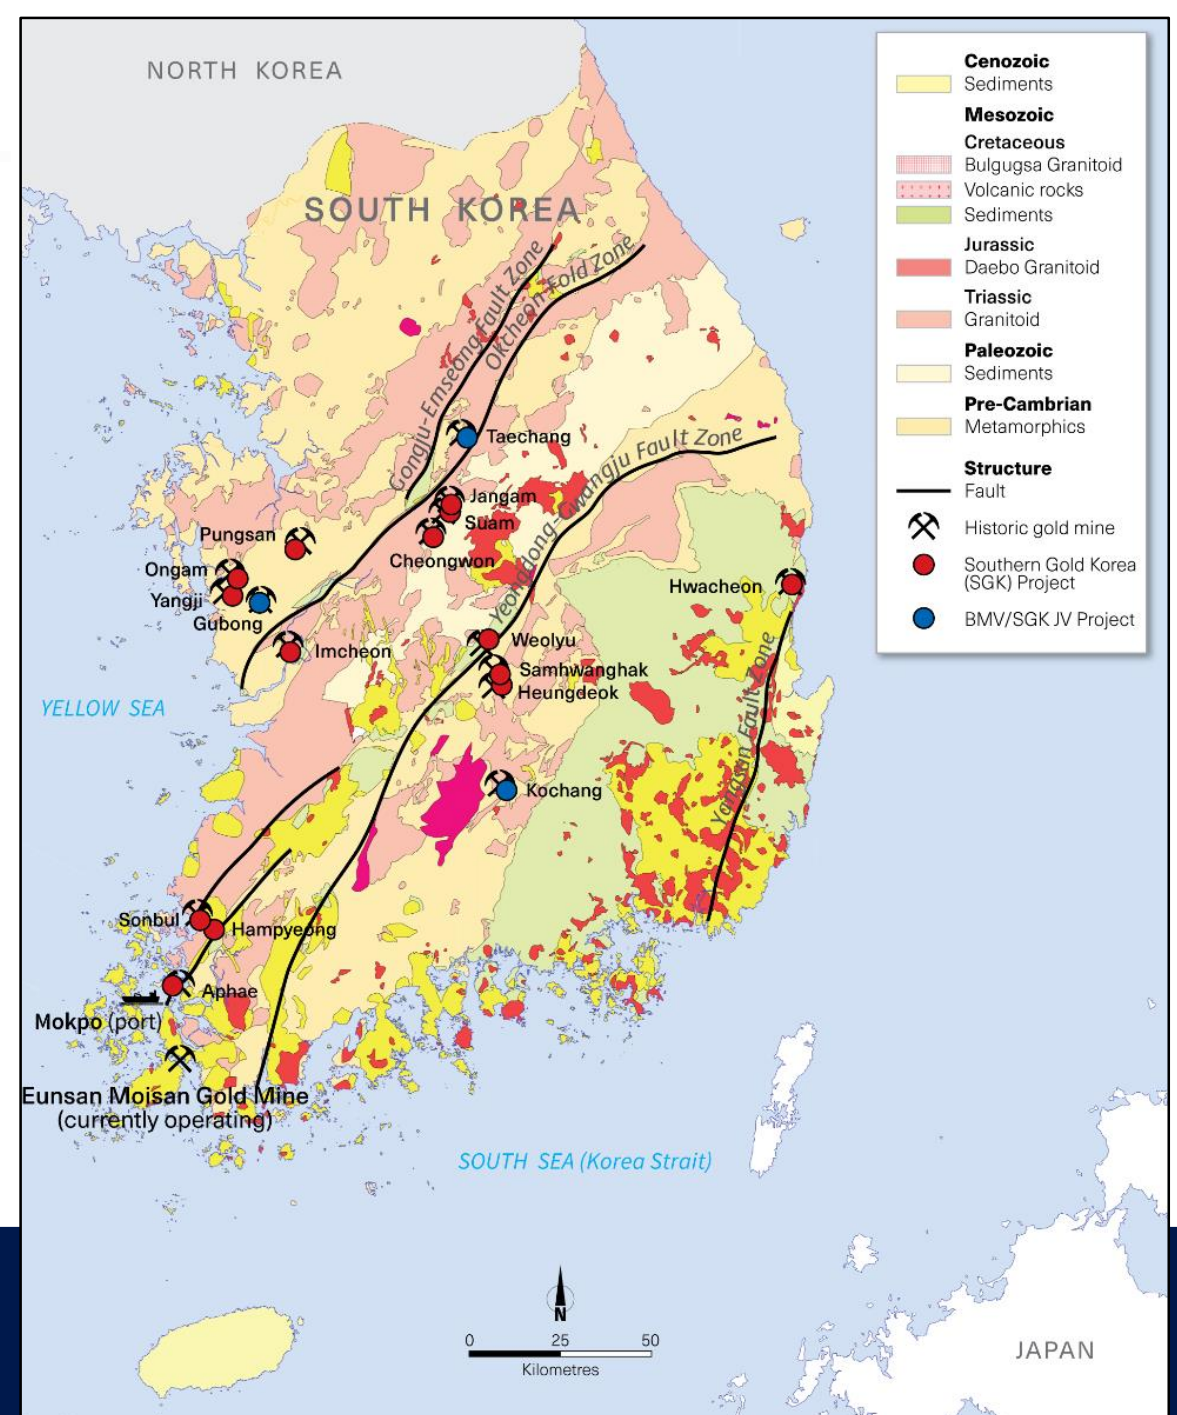 NORTH KOREA
SOUTH KOREA
Gongju-Emseong Fault Zone
Okcheon Fold Zone
Taechang
Yeongdong-Gwangju Fault Zone
Jangam
Suam
Cheongwon
Pungsan
Ongam
Yangji
Gubong
Imcheon
Hwacheon
Weolyu
Samhwanghak
Heungdeok
YELLOW SEA
Yangsan Fault Zone
Kochang
Sonbul
Hampyeong
Aphae
Mokpo (port)
Eunsan Mojsan Gold Mine
(currently operating)
SOUTH SEA (Korea Strait)
N
0 25 50
Kilometres
JAPAN
Cenozoic
Sediments
Mesozoic
Cretaceous
Bulgugsa Granitoid
Volcanic rocks
Sediments
Jurassic
Daebo Granitoid
Triassic
Granitoid
Paleozoic
Sediments
Pre-Cambrian
Metamorphics
Structure
Fault
Historic gold mine
Southern Gold Korea
(SGK) Project
BMV/SGK JV Project